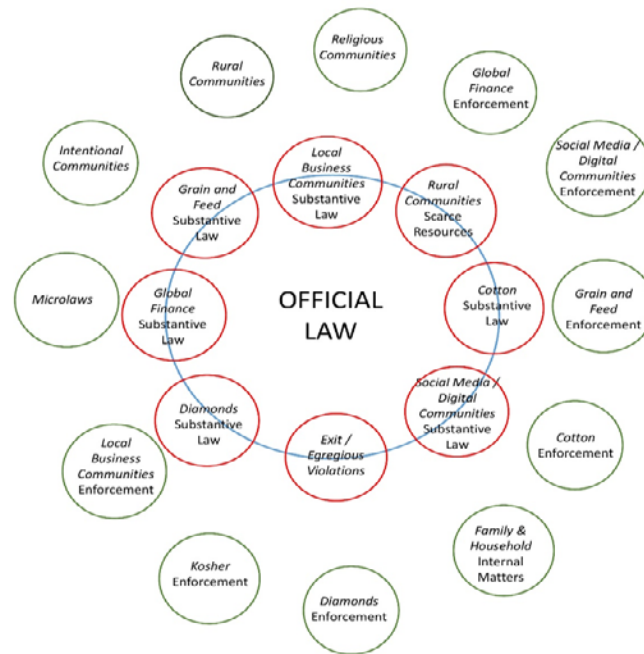 Religious
Communities
Rural
Communities
Global
Finance
Enforcement
Intentional
Communities
Social Media /
Digital
Communities
Enforcement
Local
Business
Communities
Substantive
Law
Grain and
Feed
Substantive
Law
Rural
Communities
Scarce
Resources
Microlaws
Global
Finance
Substantive
Law
OFFICIAL
LAW
Cotton
Substantive
Law
Grain and
Feed
Enforcement
Diamonds
Substantive
Law
Exit /
Egregious
Violations
Social Media /
Digital
Communities
Substantive
Law
Local
Business
Communities
Enforcement
Cotton
Enforcement
Kosher
Enforcement
Diamonds
Enforcement
Family &
Household
Internal
Matters